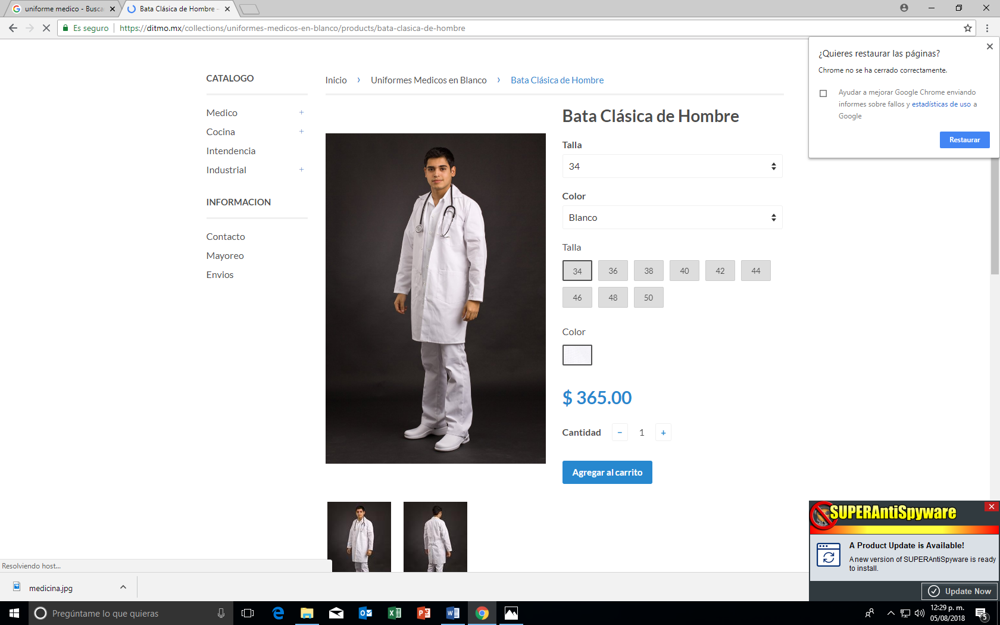 uniforme medico - Busca
Bata Clásica de Hombre -
Es seguro
https://ditmo.mx/collections/uniformes-medicos-en-blanco/products/bata-clasica-de-hombre
¿Quieres restaurar las páginas?
Chrome no se ha cerrado correctamente.
Ayudar a mejorar Google Chrome enviando
informes sobre fallos y estadísticas de uso a
Google
Restaurar
CATALOGO
Medico +
Cocina +
Intendencia
Industrial +
INFORMACION
Contacto
Mayoreo
Envios
Inicio › Uniformes Medicos en Blanco › Bata Clásica de Hombre
Bata Clásica de Hombre
Talla
34
Color
Blanco
Talla
34 36 38 40 42 44
46 48 50
Color
$ 365.00
Cantidad - 1 +
Agregar al carrito
SUPERAntiSpyware
A Product Update is Available!
A new version of SUPERAntiSpyware is ready
to install.
Update Now
Resolviendo host...
medicina.jpg
Pregúntame lo que quieras
12:29 p. m.
05/08/2018
5